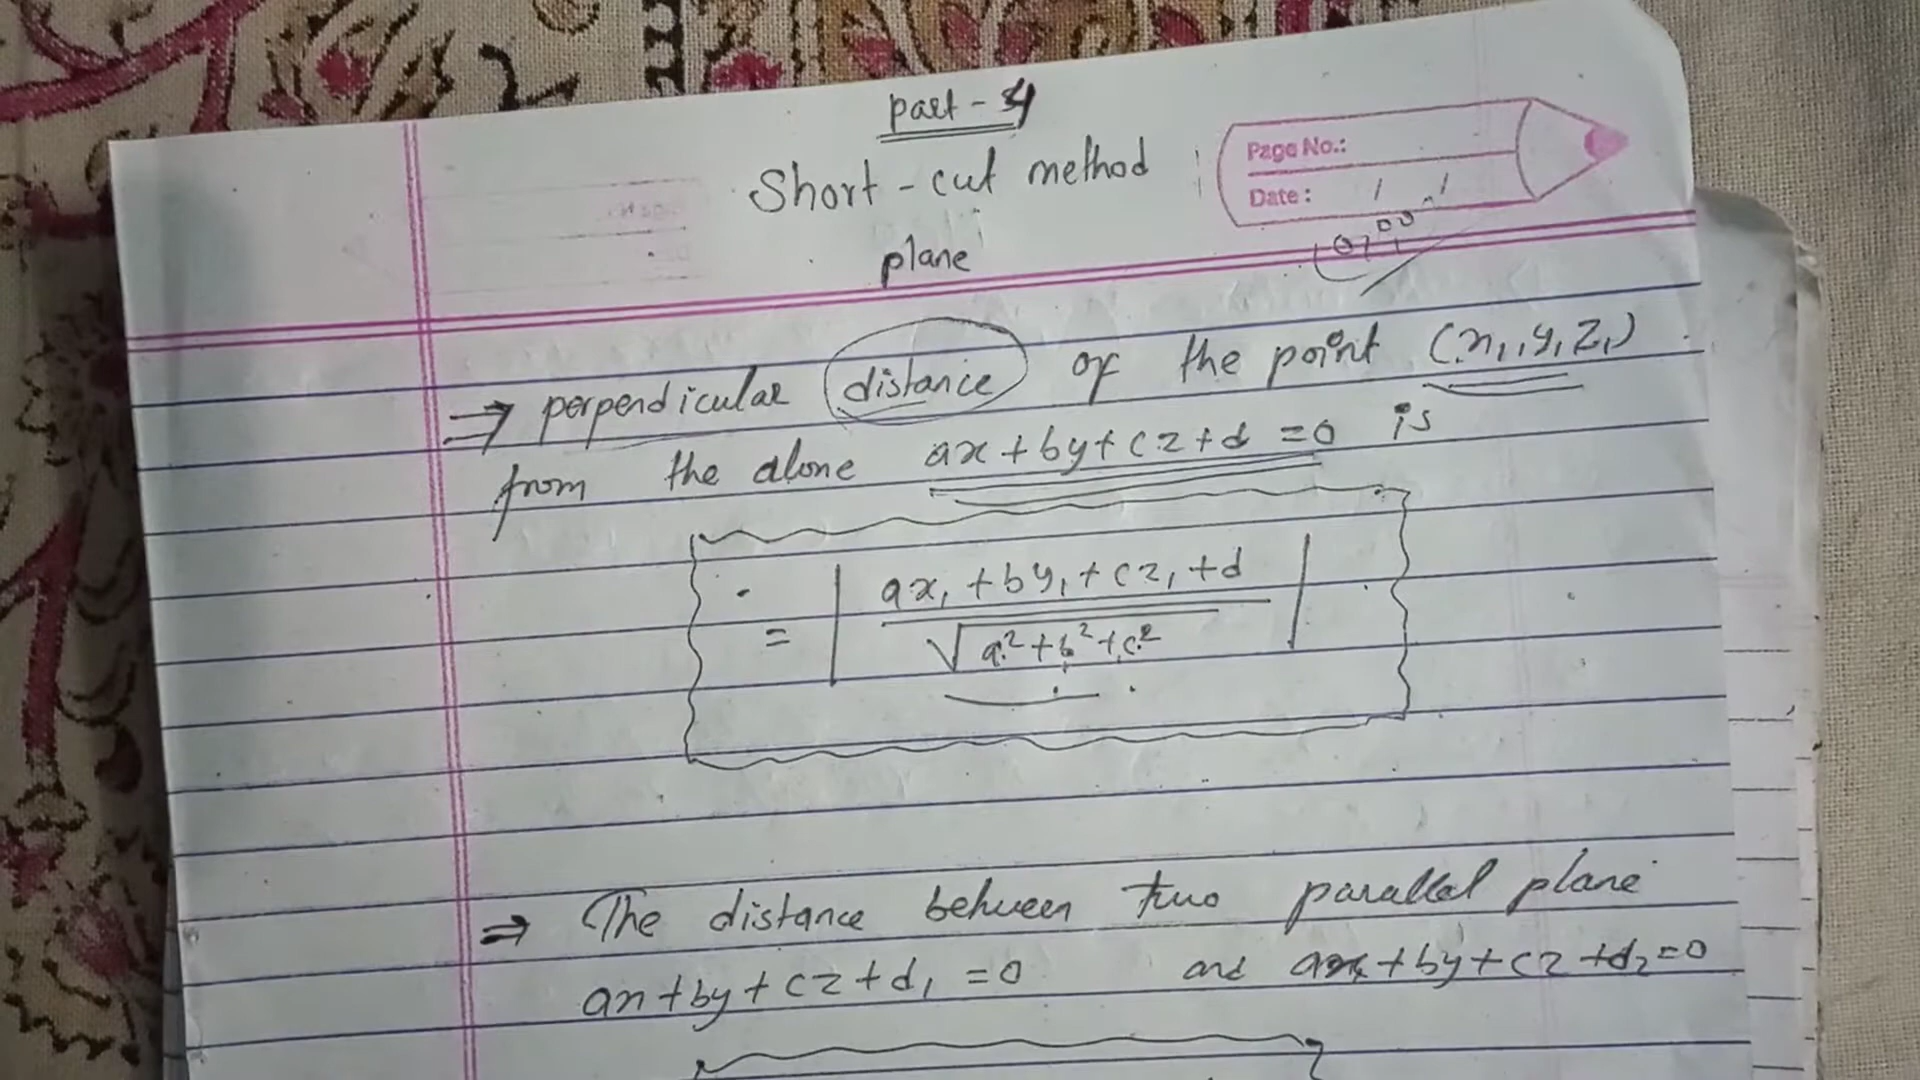 part-4
Short-cut method
plane
Page No.:
Date: / /
⇒ perpendicular distance of the point (x₁,y₁z₁)
from the alone ax+by+cz+d=0 is
= | ax₁+by₁+cz₁+d / √a²+b²+c² |
⇒ The distance between two parallel plane
ax+by+cz+d₁=0 and ax+by+cz+d₂=0